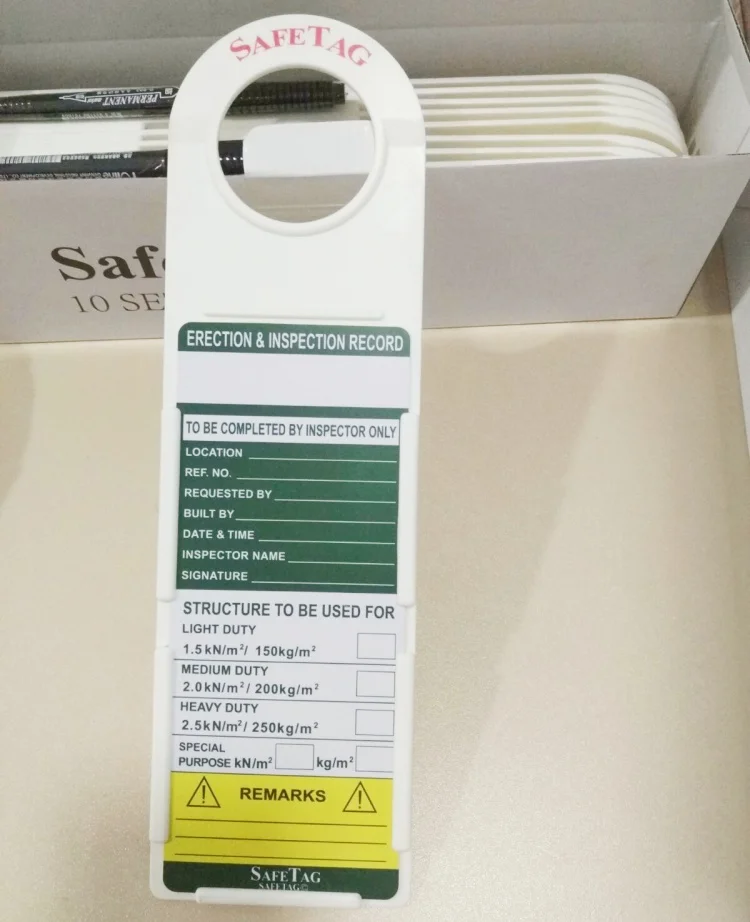 SAFETAG
PERMANENT
Safe
10 SE
ERECTION & INSPECTION RECORD
TO BE COMPLETED BY INSPECTOR ONLY
LOCATION
REF. NO.
REQUESTED BY
BUILT BY
DATE & TIME
INSPECTOR NAME
SIGNATURE
STRUCTURE TO BE USED FOR
LIGHT DUTY
1.5kN/m²/ 150kg/m²
MEDIUM DUTY
2.0kN/m²/ 200kg/m²
HEAVY DUTY
2.5kN/m²/ 250kg/m²
SPECIAL
PURPOSE kN/m² kg/m²
REMARKS
SAFETAG
SAFETAG©